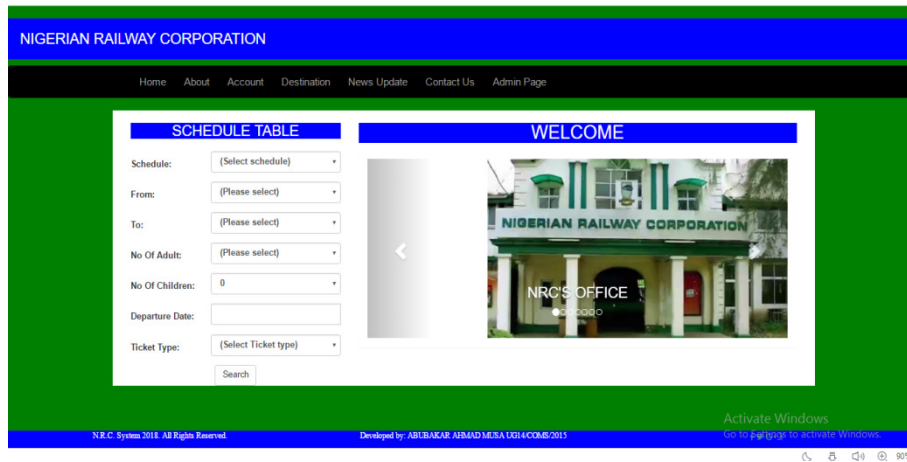 NIGERIAN RAILWAY CORPORATION
Home About Account Destination News Update Contact Us Admin Page
SCHEDULE TABLE
Schedule: (Select schedule)
From: (Please select)
To: (Please select)
No Of Adult: (Please select)
No Of Children: 0
Departure Date:
Ticket Type: (Select Ticket type)
Search
WELCOME
NIGERIAN RAILWAY CORPORATION
NRC'S OFFICE
Activate Windows
Go to Settings to activate Windows.
N.R.C. System 2018. All Rights Reserved. Developed by: ABUBAKAR AHMAD MUSA UG14/COMS/2015
90%